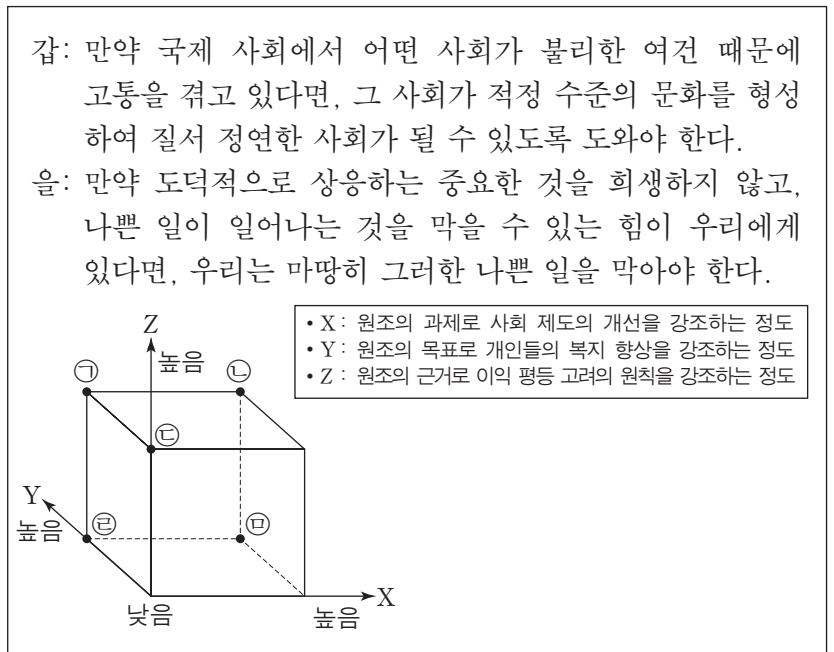 갑: 만약 국제 사회에서 어떤 사회가 불리한 여건 때문에
고통을 겪고 있다면, 그 사회가 적정 수준의 문화를 형성
하여 질서 정연한 사회가 될 수 있도록 도와야 한다.
을: 만약 도덕적으로 상응하는 중요한 것을 희생하지 않고,
나쁜 일이 일어나는 것을 막을 수 있는 힘이 우리에게
있다면, 우리는 마땅히 그러한 나쁜 일을 막아야 한다.
• X : 원조의 과제로 사회 제도의 개선을 강조하는 정도
• Y : 원조의 목표로 개인들의 복지 향상을 강조하는 정도
• Z : 원조의 근거로 이익 평등 고려의 원칙을 강조하는 정도
Z
높음
㉠
㉡
㉢
Y
높음
㉣
㉤
X
낮음
높음